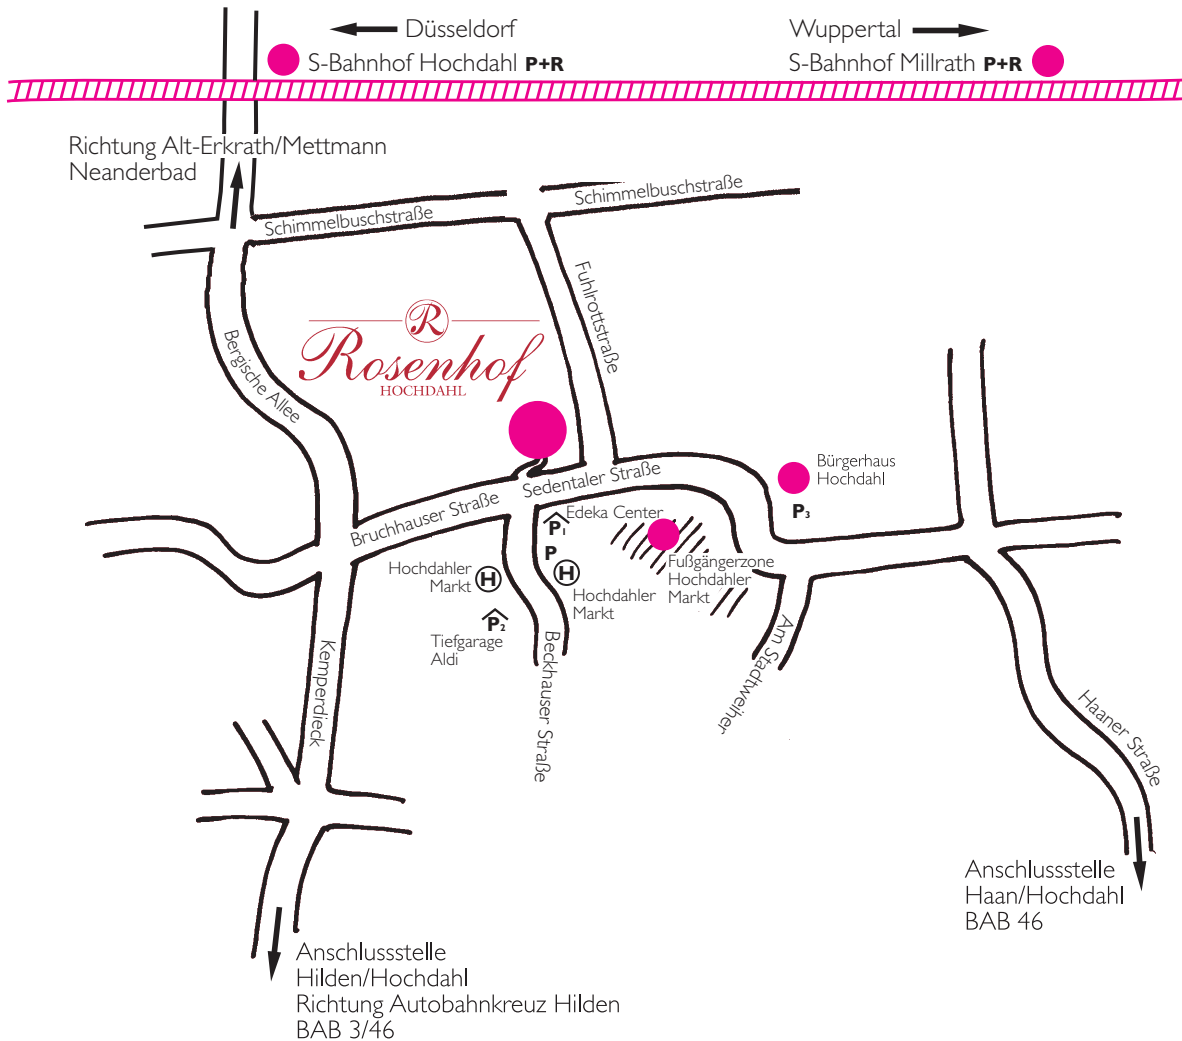 Düsseldorf
Wuppertal
S-Bahnhof Hochdahl P+R
S-Bahnhof Millrath P+R
Richtung Alt-Erkrath/Mettmann
Neanderbad
Schimmelbuschstraße
Schimmelbuschstraße
Fuhlrottstraße
R
Rosenhof
HOCHDAHL
Bergische Allee
Bürgerhaus
Hochdahl
P3
Sedentaler Straße
Bruchhauser Straße
Edeka Center
P1
P
H
Hochdahler
Markt
H
Hochdahler
Markt
Fußgängerzone
Hochdahler
Markt
P2
Tiefgarage
Aldi
Beckhauser Straße
Am Stadtweiher
Kemperdieck
Haaner Straße
Anschlussstelle
Haan/Hochdahl
BAB 46
Anschlussstelle
Hilden/Hochdahl
Richtung Autobahnkreuz Hilden
BAB 3/46